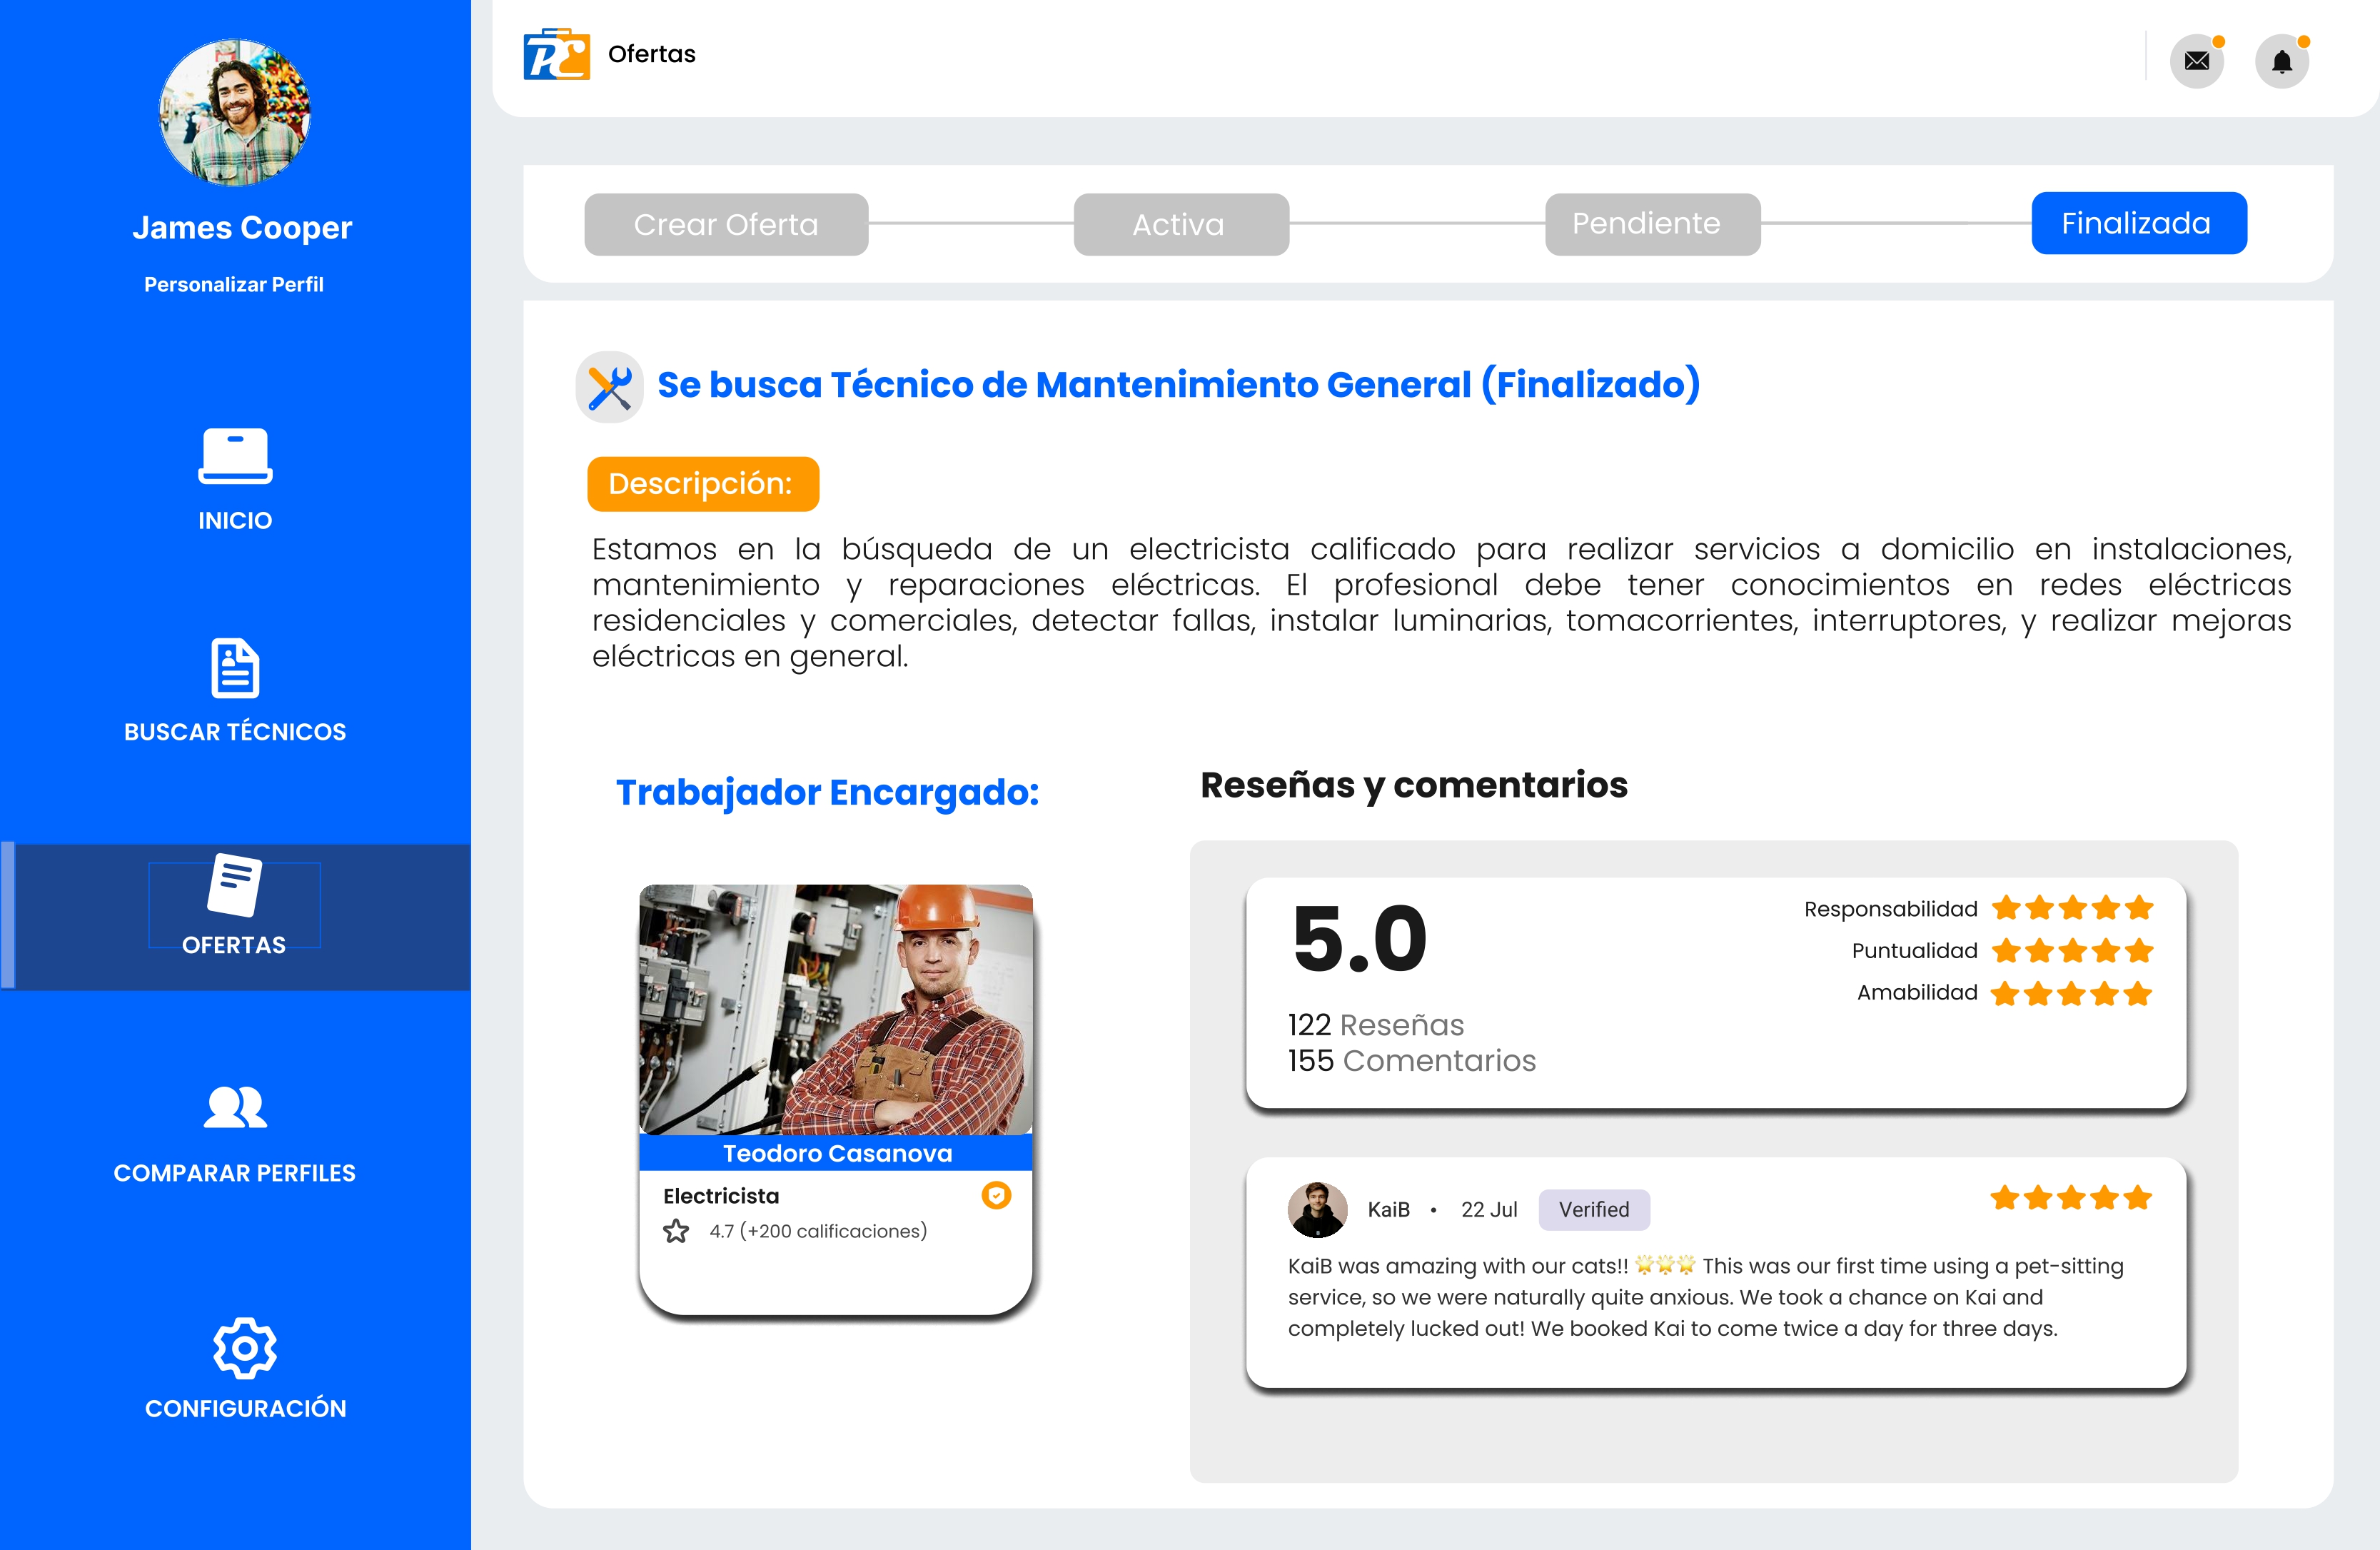 James Cooper
Personalizar Perfil
INICIO
BUSCAR TÉCNICOS
OFERTAS
COMPARAR PERFILES
CONFIGURACIÓN
Ofertas
Crear Oferta
Activa
Pendiente
Finalizada
Se busca Técnico de Mantenimiento General (Finalizado)
Descripción:
Estamos en la búsqueda de un electricista calificado para realizar servicios a domicilio en instalaciones,
mantenimiento y reparaciones eléctricas. El profesional debe tener conocimientos en redes eléctricas
residenciales y comerciales, detectar fallas, instalar luminarias, tomacorrientes, interruptores, y realizar mejoras
eléctricas en general.
Trabajador Encargado:
Teodoro Casanova
Electricista
4.7 (+200 calificaciones)
Reseñas y comentarios
5.0
122 Reseñas
155 Comentarios
Responsabilidad
Puntualidad
Amabilidad
KaiB • 22 Jul Verified
KaiB was amazing with our cats!! 🌟🌟🌟 This was our first time using a pet-sitting
service, so we were naturally quite anxious. We took a chance on Kai and
completely lucked out! We booked Kai to come twice a day for three days.